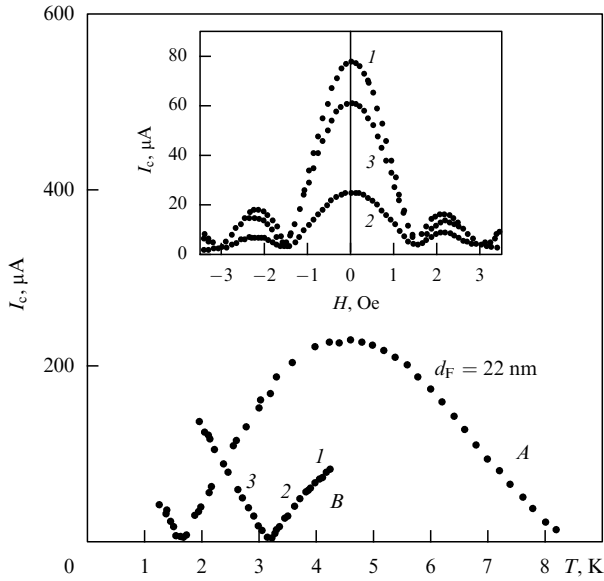 600
80
1
I_c, μA
60
40
3
400
20
2
0
−3 −2 −1 0 1 2 3
H, Oe
I_c, μA
d_F = 22 nm
200
A
1
3 2
B
0 1 2 3 4 5 6 7 8 T, K